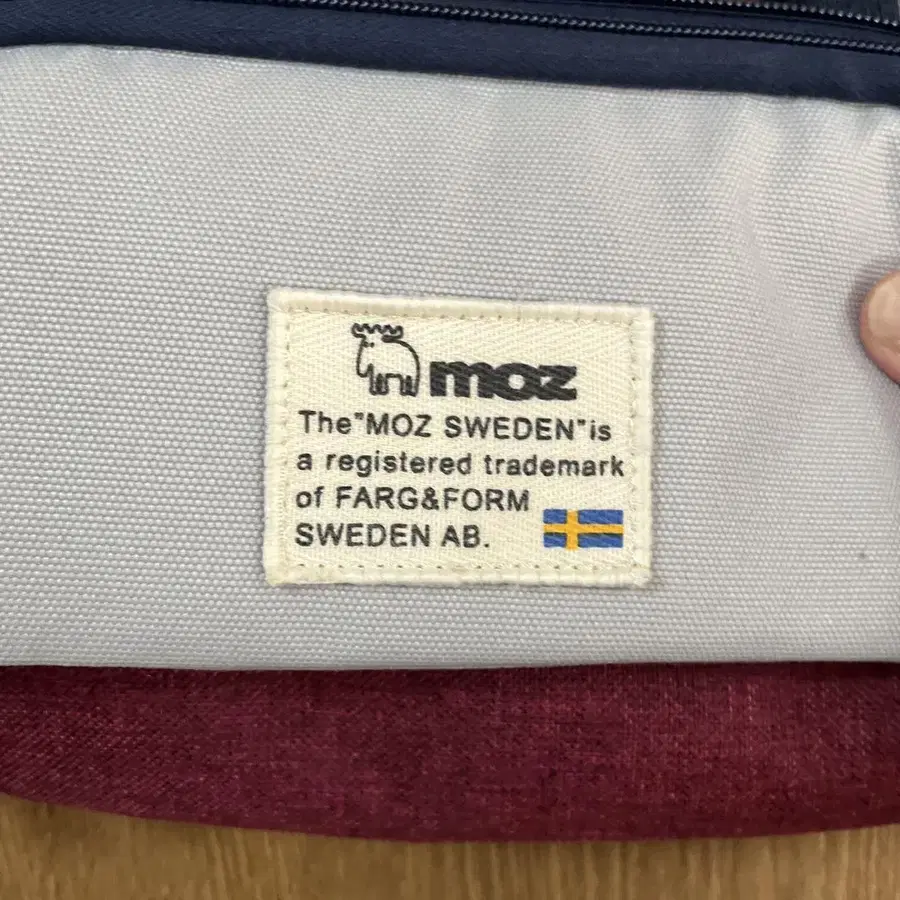 moz
The"MOZ SWEDEN"is
a registered trademark
of FARG&FORM
SWEDEN AB.